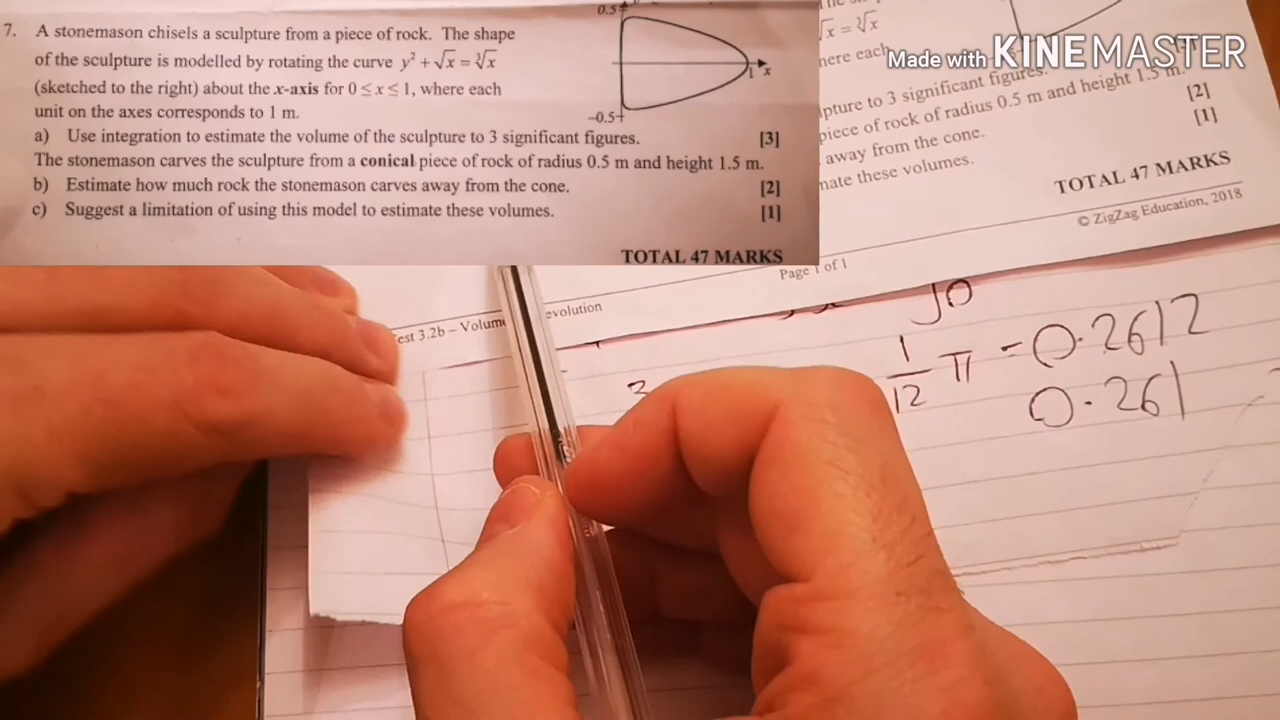 7. A stonemason chisels a sculpture from a piece of rock. The shape
of the sculpture is modelled by rotating the curve y² + √x = ∛x
(sketched to the right) about the x-axis for 0 ≤ x ≤ 1, where each
unit on the axes corresponds to 1 m.
a) Use integration to estimate the volume of the sculpture to 3 significant figures. [3]
The stonemason carves the sculpture from a conical piece of rock of radius 0.5 m and height 1.5 m.
b) Estimate how much rock the stonemason carves away from the cone. [2]
c) Suggest a limitation of using this model to estimate these volumes. [1]
TOTAL 47 MARKS
0.5
-0.5
1 x
√x = ∛x
here each
Made with KINEMASTER
pture to 3 significant figures.
piece of rock of radius 0.5 m and height 1.5 m.
away from the cone. [2]
mate these volumes. [1]
TOTAL 47 MARKS
© ZigZag Education, 2018
Page 1 of 1
est 3.2b – Volum evolution
∫0
1/12 π = 0.2612
0.261